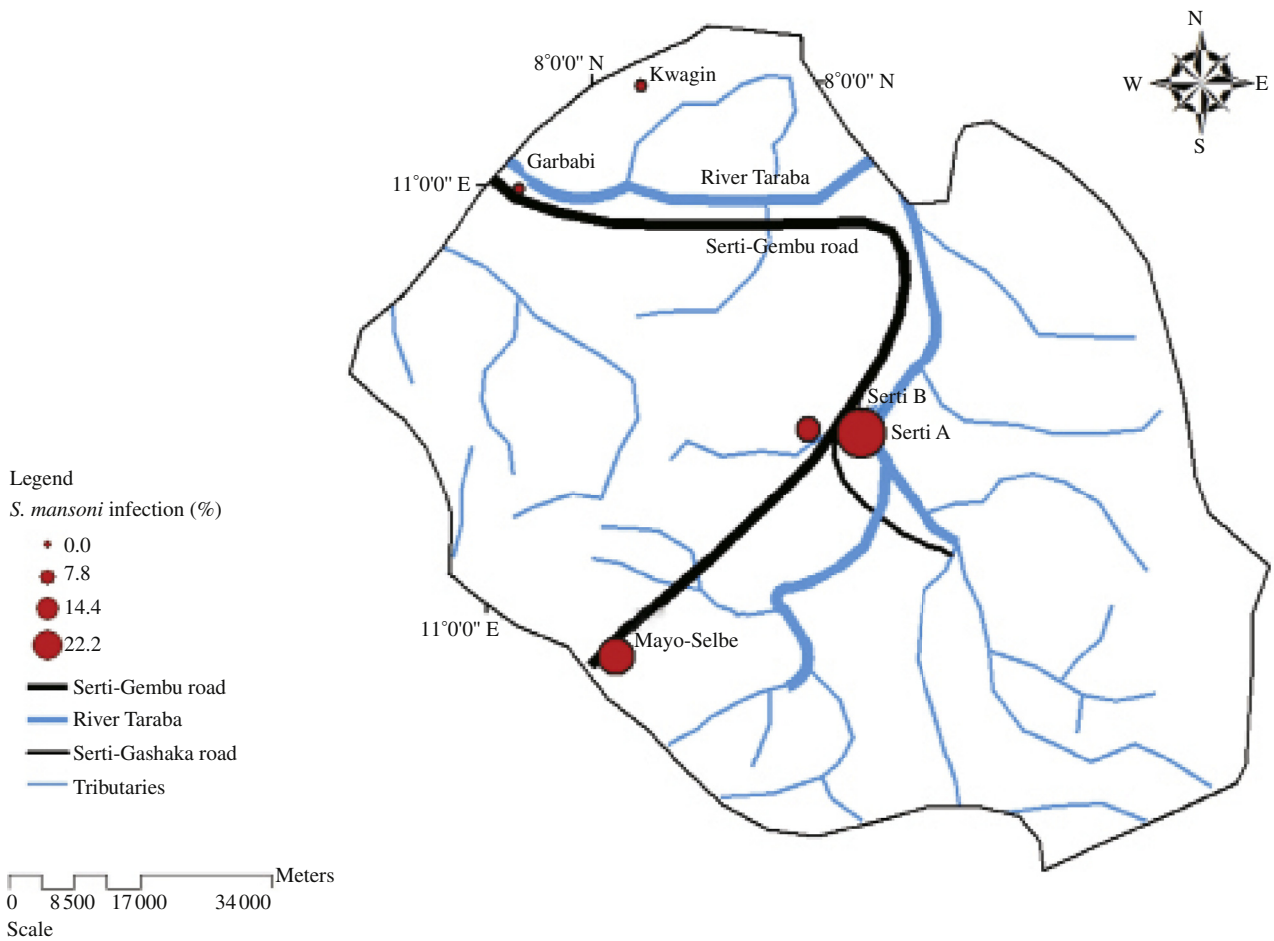 N
W E
S
8°0'0" N
Kwagin
8°0'0" N
Garbabi
11°0'0" E
River Taraba
Serti-Gembu road
Serti B
Serti A
11°0'0" E
Mayo-Selbe
Legend
S. mansoni infection (%)
0.0
7.8
14.4
22.2
Serti-Gembu road
River Taraba
Serti-Gashaka road
Tributaries
Meters
0 8 500 17 000 34 000
Scale